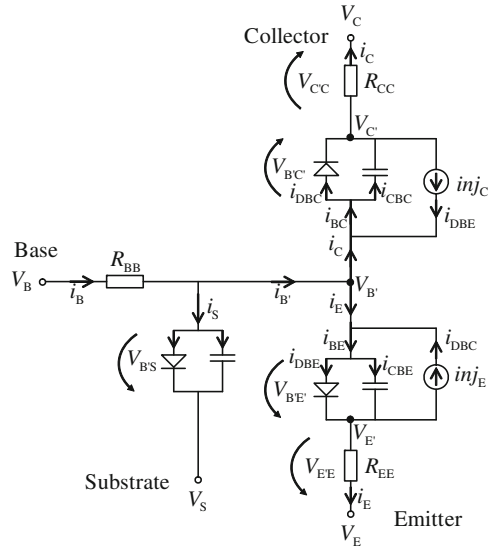 V_C
Collector
i_C
V_C'C
R_CC
V_C'
V_B'C'
i_DBC
i_CBC
inj_C
i_BC
i_DBE
i_C
Base
R_BB
V_B
i_B
i_B'
V_B'
i_S
i_E
i_BE
i_DBC
V_B'S
i_DBE
i_CBE
V_B'E'
inj_E
V_E'
V_E'E
R_EE
Substrate
V_S
i_E
Emitter
V_E